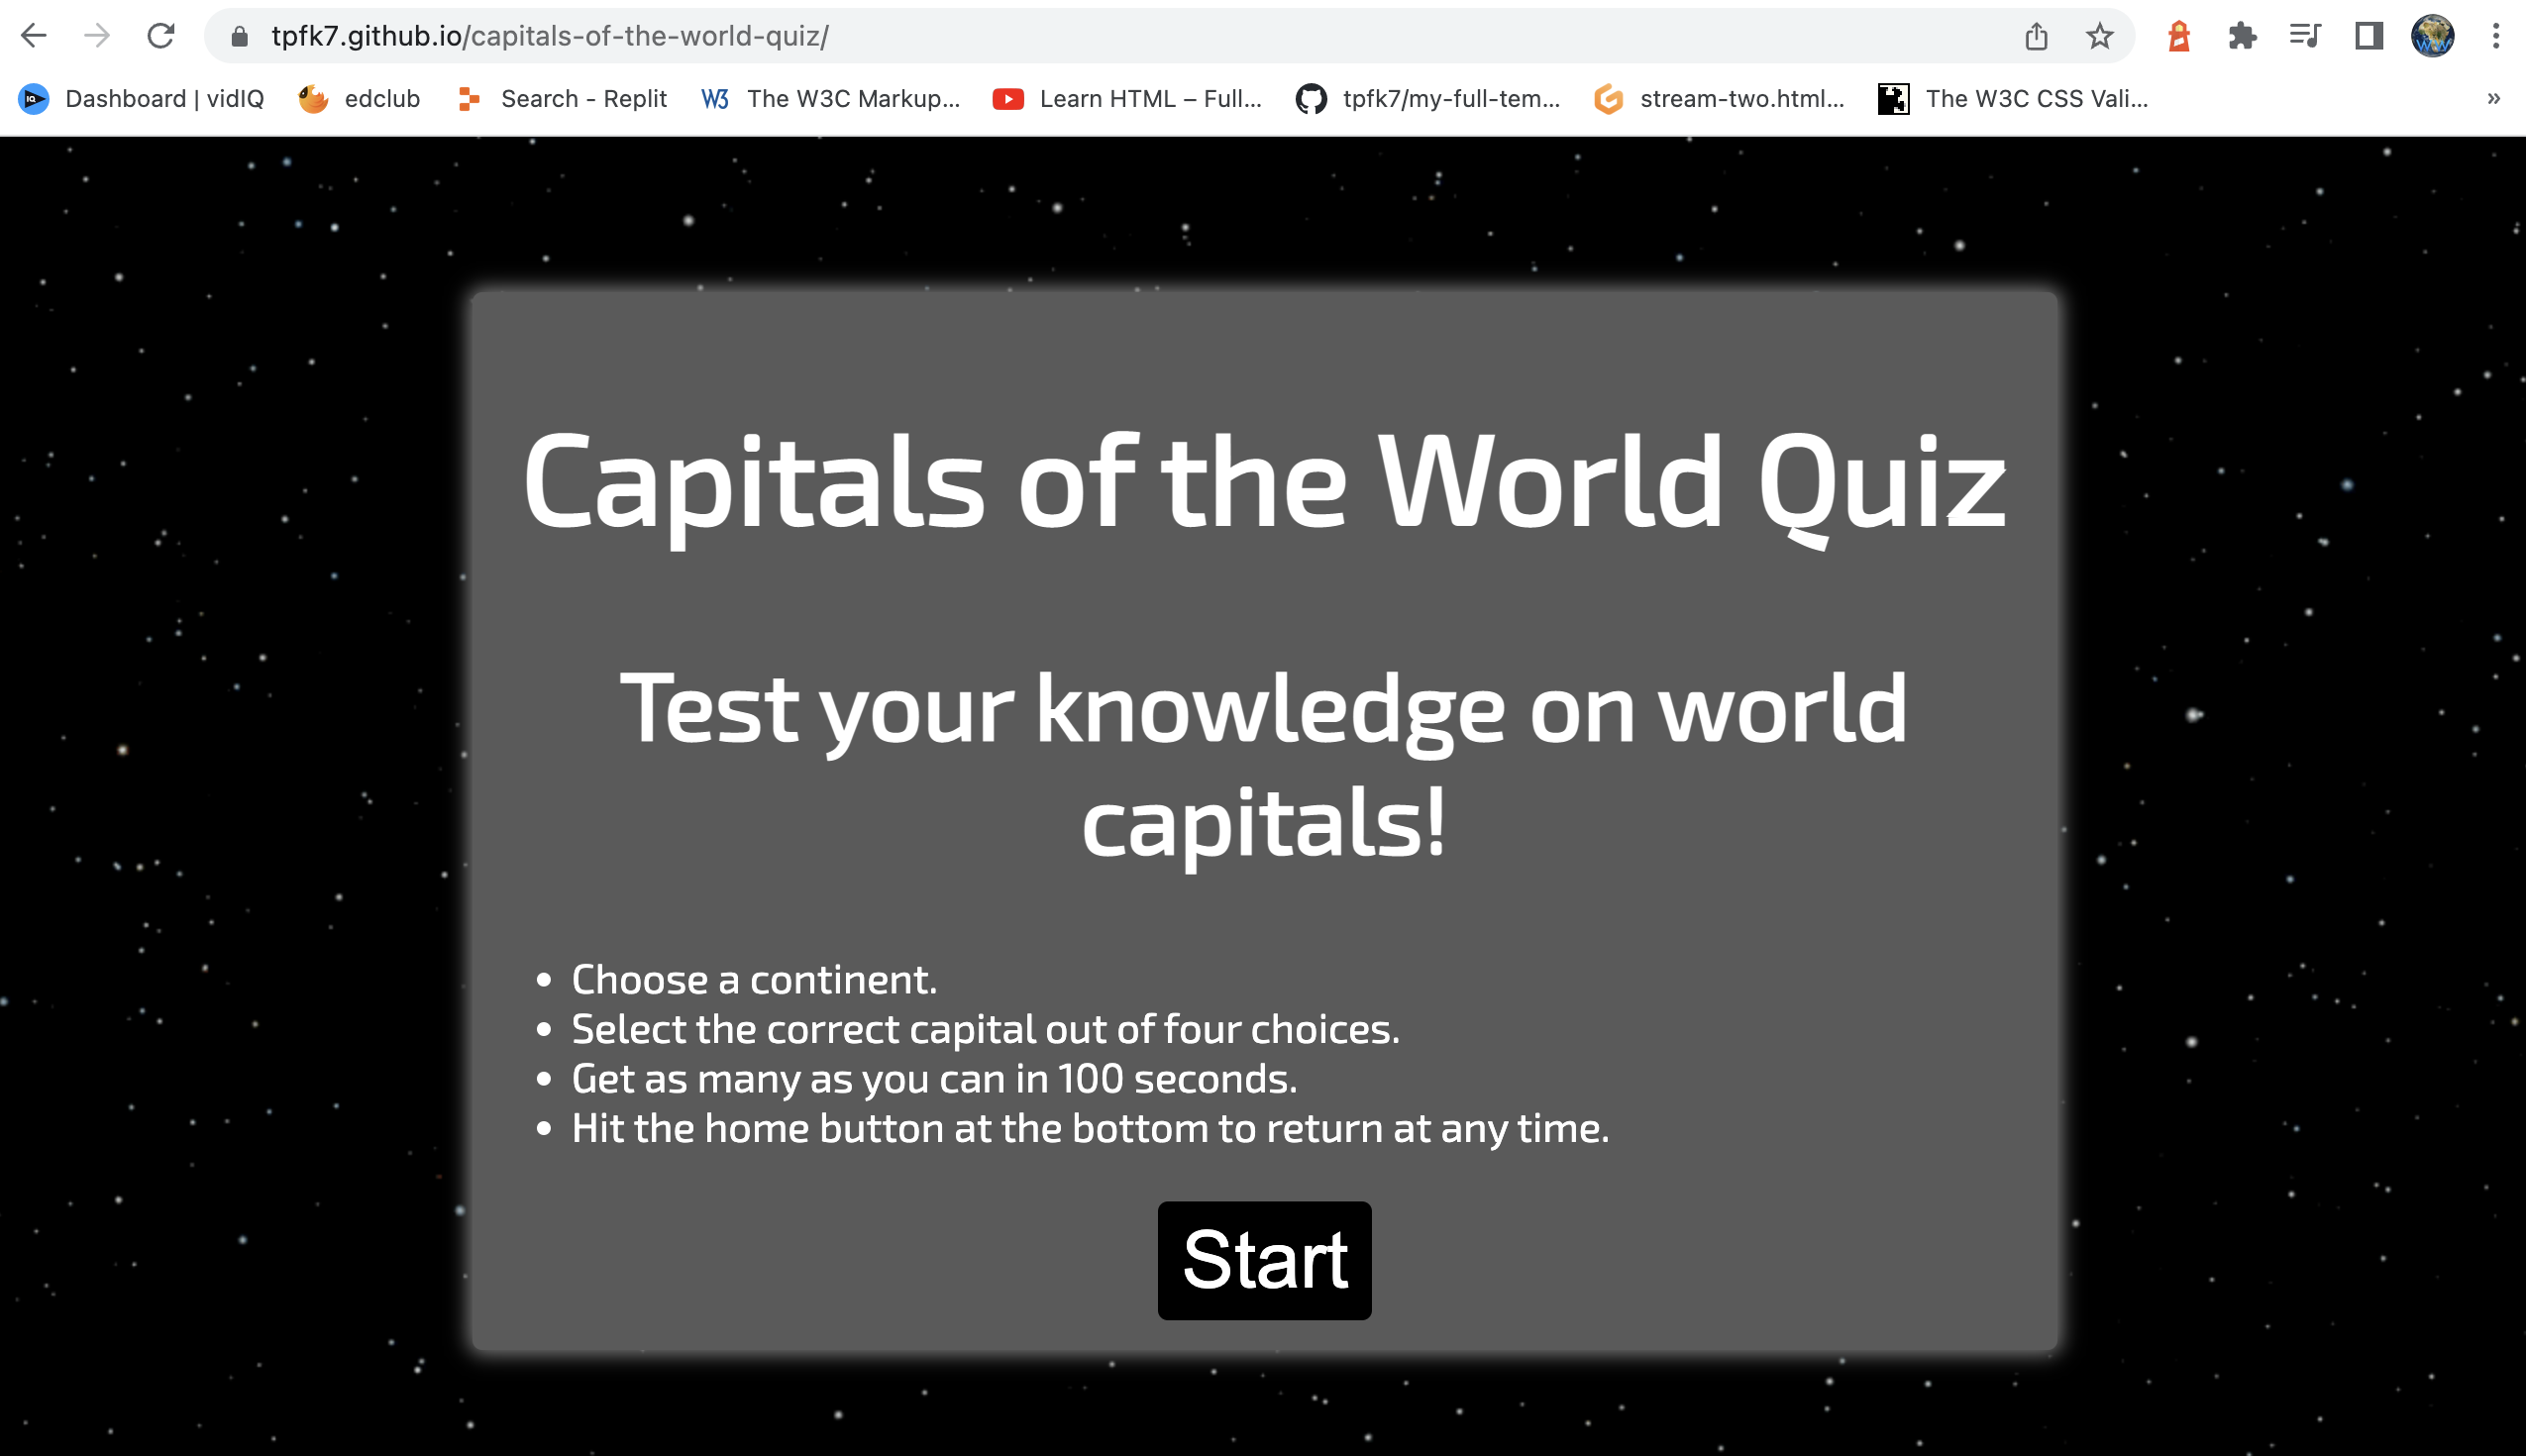 tpfk7.github.io/capitals-of-the-world-quiz/
Dashboard | vidIQ edclub Search - Replit The W3C Markup... Learn HTML – Full... tpfk7/my-full-tem... stream-two.html... The W3C CSS Vali... »
Capitals of the World Quiz
Test your knowledge on world
capitals!
• Choose a continent.
• Select the correct capital out of four choices.
• Get as many as you can in 100 seconds.
• Hit the home button at the bottom to return at any time.
Start